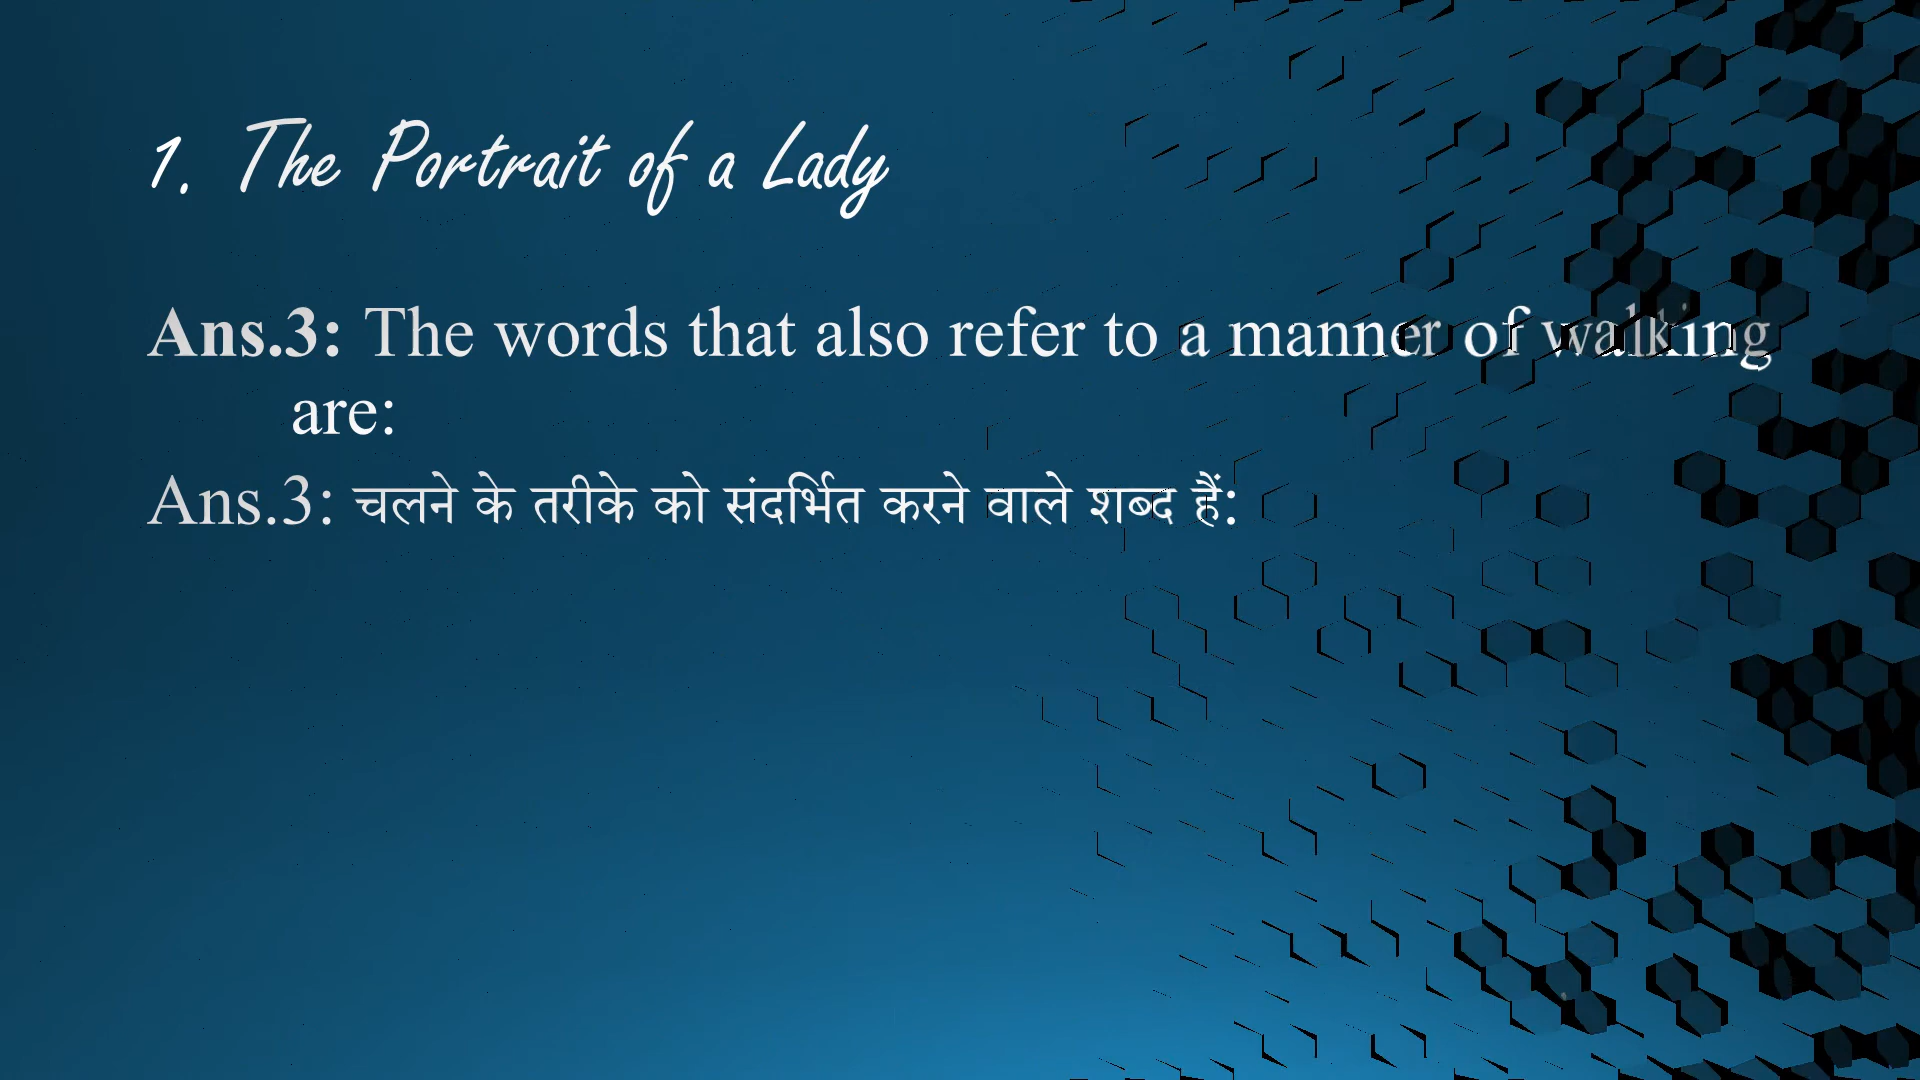 1. The Portrait of a Lady
Ans.3: The words that also refer to a manner of walking
are:
Ans.3: चलने के तरीके को संदर्भित करने वाले शब्द हैं: